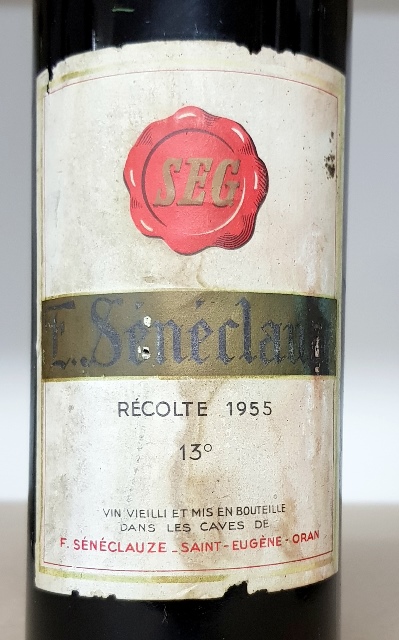 SEG
F. Sénéclauze
RÉCOLTE 1955
13°
VIN VIEILLI ET MIS EN BOUTEILLE
DANS LES CAVES DE
F. SÉNÉCLAUZE _ SAINT-EUGÈNE - ORAN